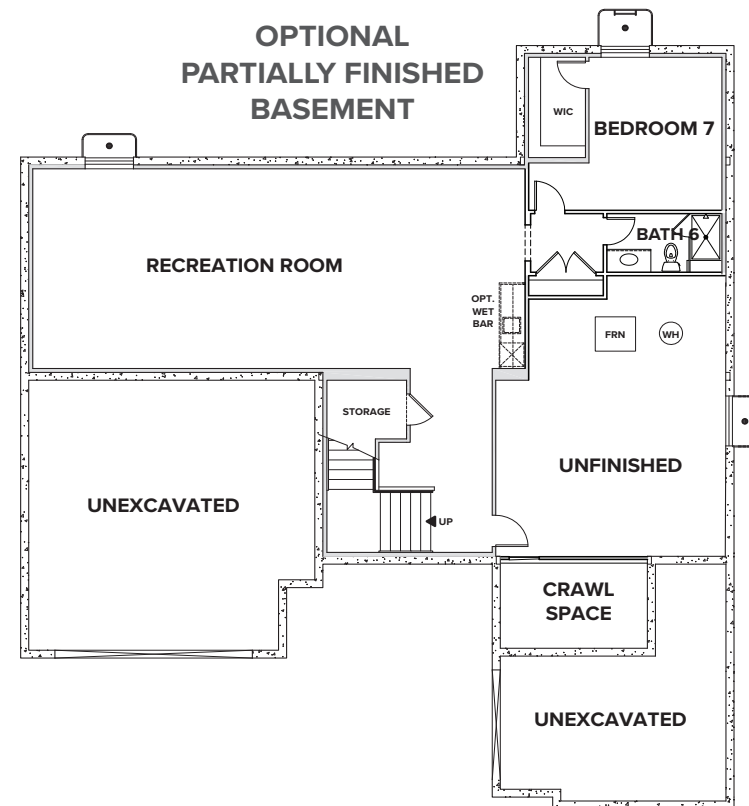 OPTIONAL
PARTIALLY FINISHED
BASEMENT
WIC
BEDROOM 7
BATH 6
RECREATION ROOM
OPT.
WET
BAR
FRN
WH
STORAGE
UNFINISHED
UNEXCAVATED
UP
CRAWL
SPACE
UNEXCAVATED